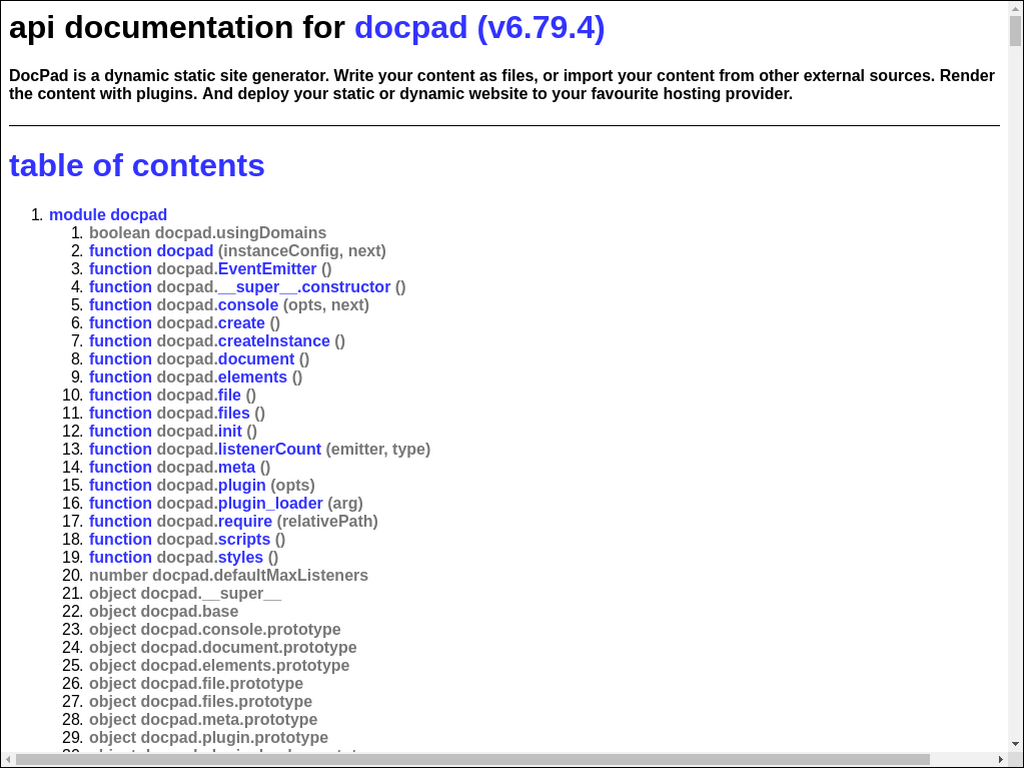 api documentation for docpad (v6.79.4)
DocPad is a dynamic static site generator. Write your content as files, or import your content from other external sources. Render
the content with plugins. And deploy your static or dynamic website to your favourite hosting provider.
table of contents
1. module docpad
1. boolean docpad.usingDomains
2. function docpad (instanceConfig, next)
3. function docpad.EventEmitter ()
4. function docpad.__super__.constructor ()
5. function docpad.console (opts, next)
6. function docpad.create ()
7. function docpad.createInstance ()
8. function docpad.document ()
9. function docpad.elements ()
10. function docpad.file ()
11. function docpad.files ()
12. function docpad.init ()
13. function docpad.listenerCount (emitter, type)
14. function docpad.meta ()
15. function docpad.plugin (opts)
16. function docpad.plugin_loader (arg)
17. function docpad.require (relativePath)
18. function docpad.scripts ()
19. function docpad.styles ()
20. number docpad.defaultMaxListeners
21. object docpad.__super__
22. object docpad.base
23. object docpad.console.prototype
24. object docpad.document.prototype
25. object docpad.elements.prototype
26. object docpad.file.prototype
27. object docpad.files.prototype
28. object docpad.meta.prototype
29. object docpad.plugin.prototype